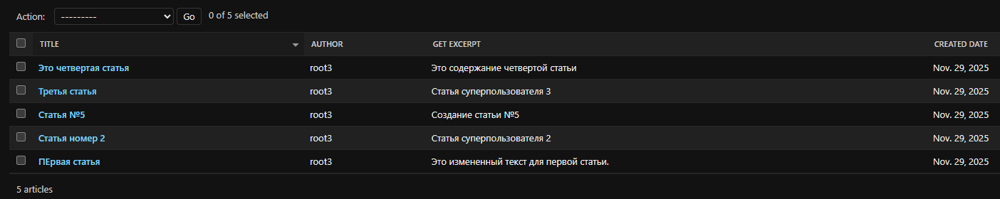 Action: --------- Go 0 of 5 selected
TITLE AUTHOR GET EXCERPT CREATED DATE
Это четвертая статья root3 Это содержание четвертой статьи Nov. 29, 2025
Третья статья root3 Статья суперпользователя 3 Nov. 29, 2025
Статья №5 root3 Создание статьи №5 Nov. 29, 2025
Статья номер 2 root3 Статья суперпользователя 2 Nov. 29, 2025
ПЕрвая статья root3 Это измененный текст для первой статьи. Nov. 29, 2025
5 articles